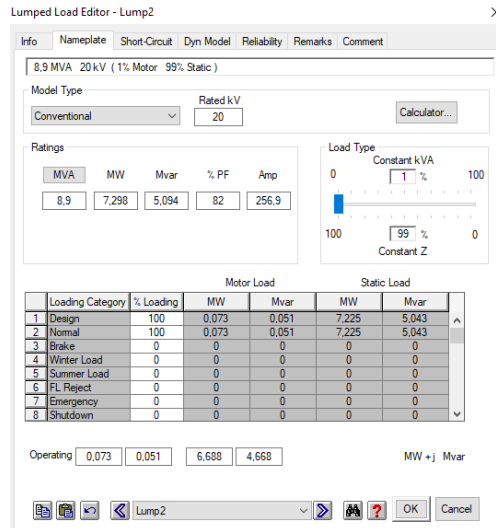 Lumped Load Editor - Lump2
Info Nameplate Short-Circuit Dyn Model Reliability Remarks Comment
8,9 MVA 20 kV ( 1% Motor 99% Static )
Model Type
Rated kV
Conventional 20 Calculator...
Ratings
MVA MW Mvar % PF Amp
8,9 7,298 5,094 82 256,9
Load Type
Constant kVA
0 1 % 100
100 99 % 0
Constant Z
Motor Load Static Load
Loading Category % Loading MW Mvar MW Mvar
1 Design 100 0,073 0,051 7,225 5,043
2 Normal 100 0,073 0,051 7,225 5,043
3 Brake 0 0 0 0 0
4 Winter Load 0 0 0 0 0
5 Summer Load 0 0 0 0 0
6 FL Reject 0 0 0 0 0
7 Emergency 0 0 0 0 0
8 Shutdown 0 0 0 0 0
Operating 0,073 0,051 6,688 4,668 MW +j Mvar
Lump2 ? OK Cancel